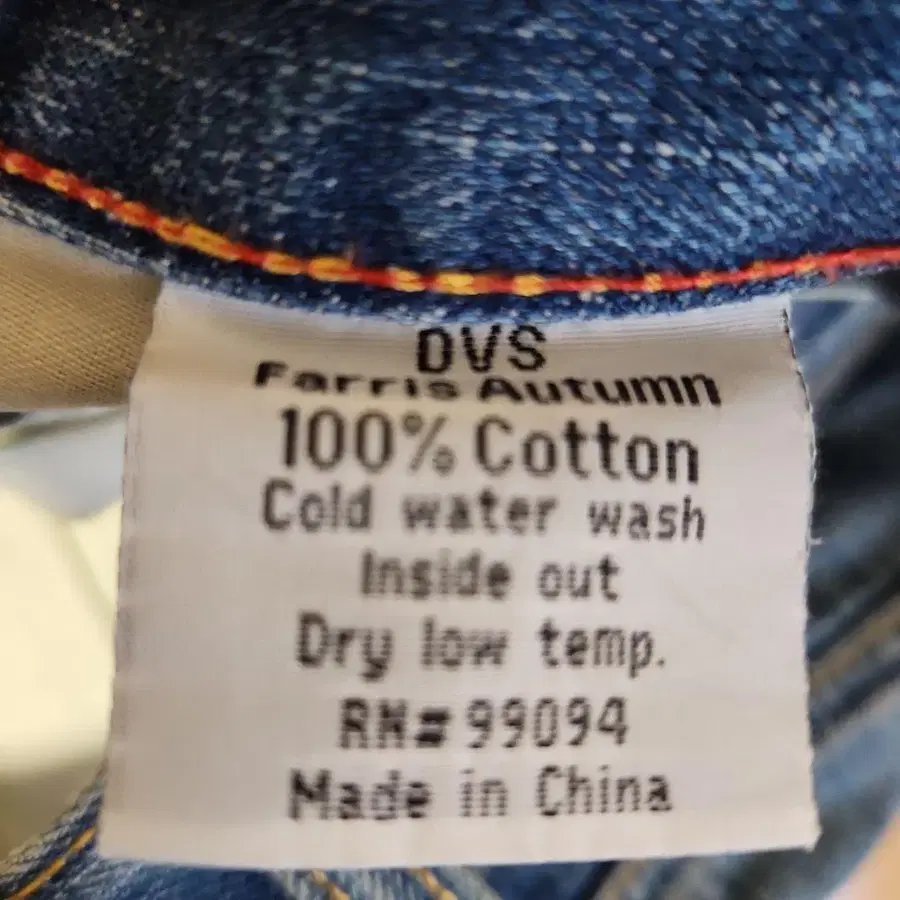 DVS
Farris Autumn
100% Cotton
Cold water wash
Inside out
Dry low temp.
RN#99094
Made in China